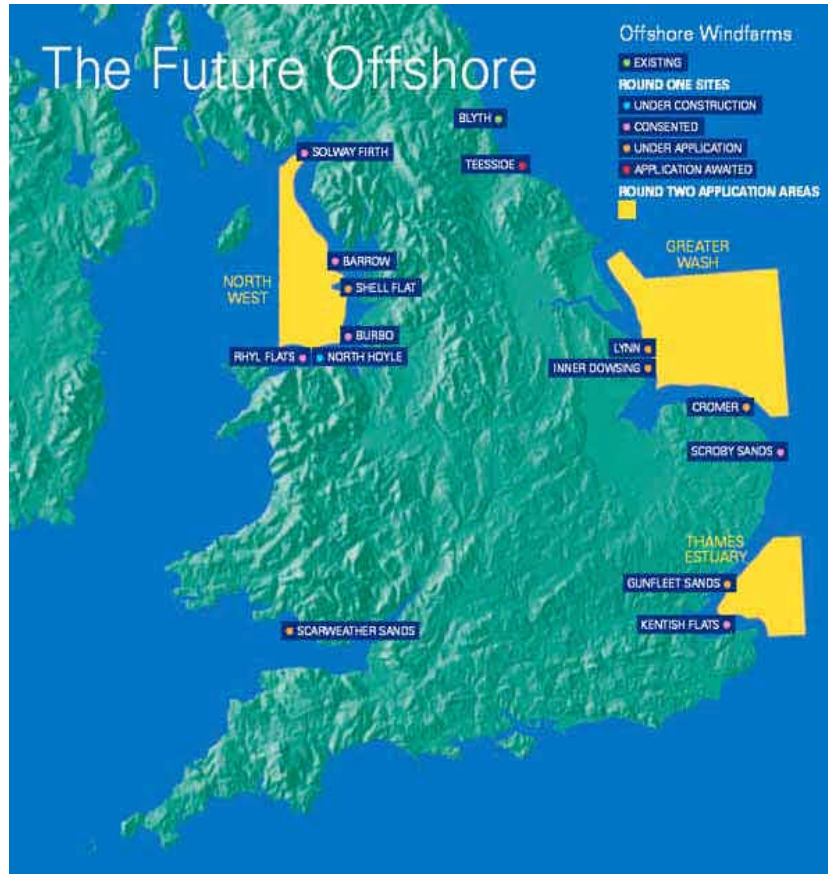 The Future Offshore
Offshore Windfarms
EXISTING
ROUND ONE SITES
UNDER CONSTRUCTION
CONSENTED
UNDER APPLICATION
APPLICATION AWAITED
ROUND TWO APPLICATION AREAS
BLYTH
SOLWAY FIRTH
TEESSIDE
GREATER
WASH
BARROW
NORTH
WEST
SHELL FLAT
BURBO
LYNN
RHYL FLATS
NORTH HOYLE
INNER DOWSING
CROMER
SCROBY SANDS
THAMES
ESTUARY
GUNFLEET SANDS
KENTISH FLATS
SCARWEATHER SANDS